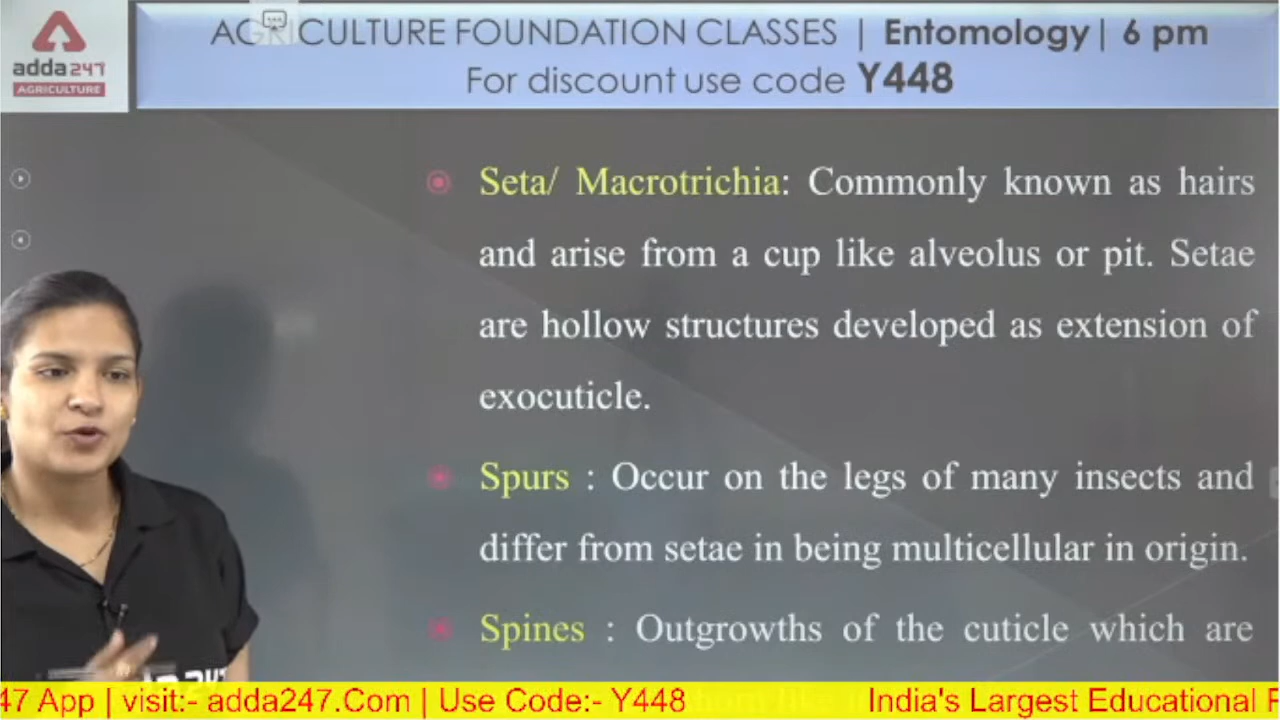 adda247
AGRICULTURE
AGRICULTURE FOUNDATION CLASSES | Entomology| 6 pm
For discount use code Y448
Seta/ Macrotrichia: Commonly known as hairs
and arise from a cup like alveolus or pit. Setae
are hollow structures developed as extension of
exocuticle.
Spurs : Occur on the legs of many insects and
differ from setae in being multicellular in origin.
Spines : Outgrowths of the cuticle which are
47 App | visit:- adda247.Com | Use Code:- Y448 India's Largest Educational